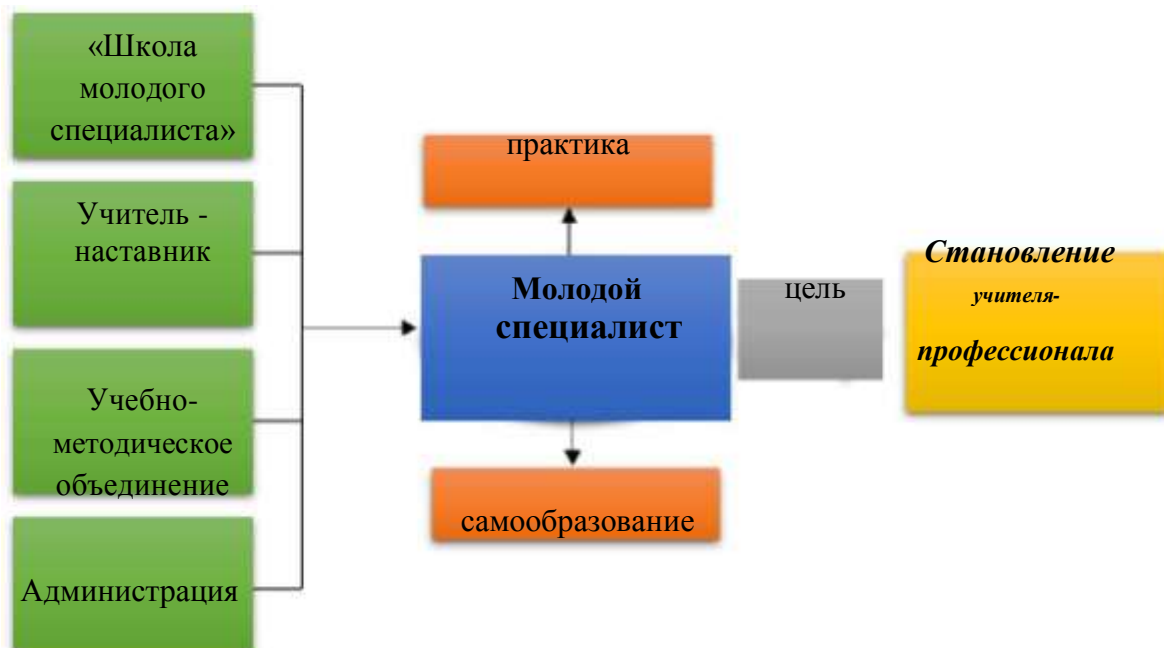 «Школа
молодого
специалиста»
Учитель -
наставник
Учебно-
методическое
объединение
Администрация
практика
Молодой
специалист
самообразование
цель
Становление
учителя-
профессионала